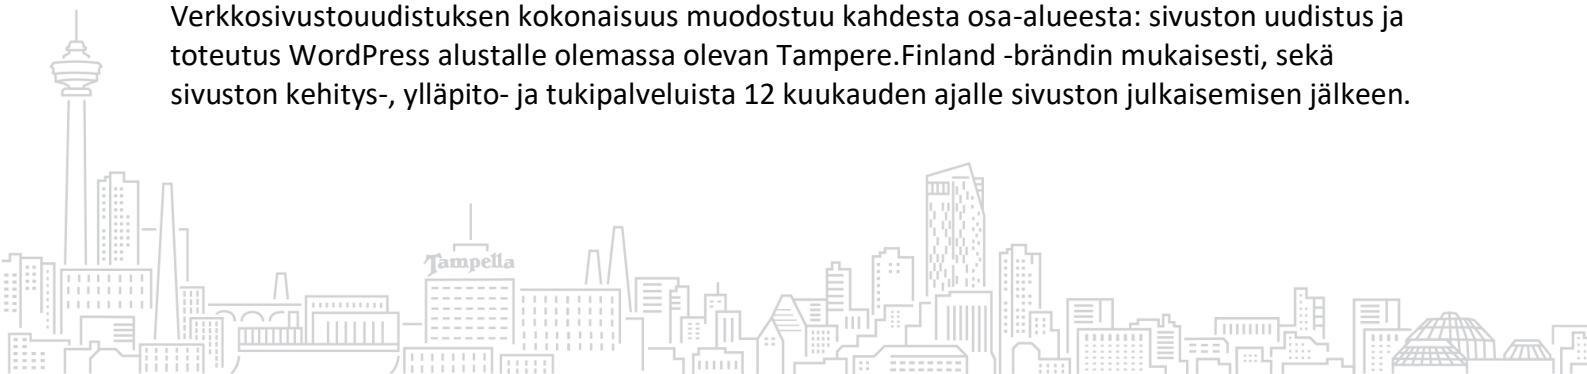 Verkkosivustouudistuksen kokonaisuus muodostuu kahdesta osa-alueesta: sivuston uudistus ja
toteutus WordPress alustalle olemassa olevan Tampere.Finland -brändin mukaisesti, sekä
sivuston kehitys-, ylläpito- ja tukipalveluista 12 kuukauden ajalle sivuston julkaisemisen jälkeen.
Tampella